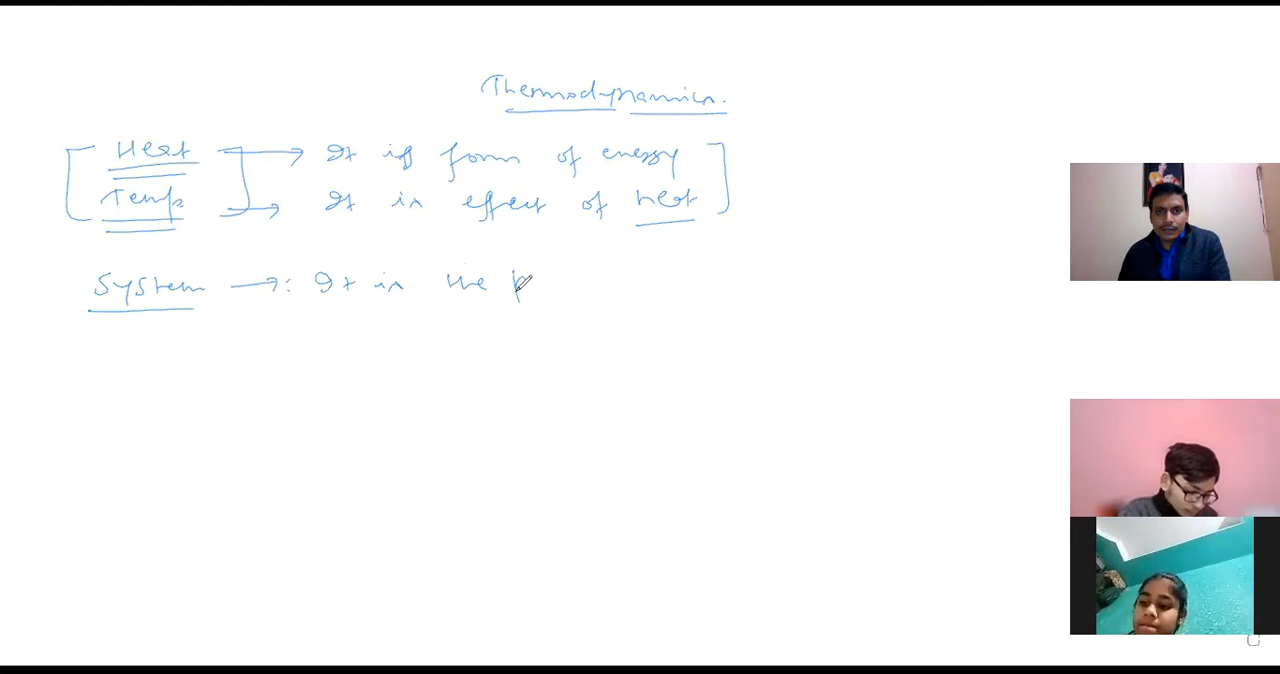 Thermodynamics.
Heat → It is form of energy
Temp → It is effect of heat
System →: It is the p